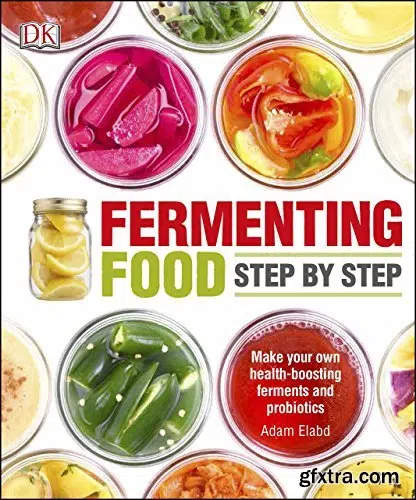 DK
FERMENTING
FOOD STEP BY STEP
Make your own
health-boosting
ferments and
probiotics
Adam Elabd
gfxtra.com